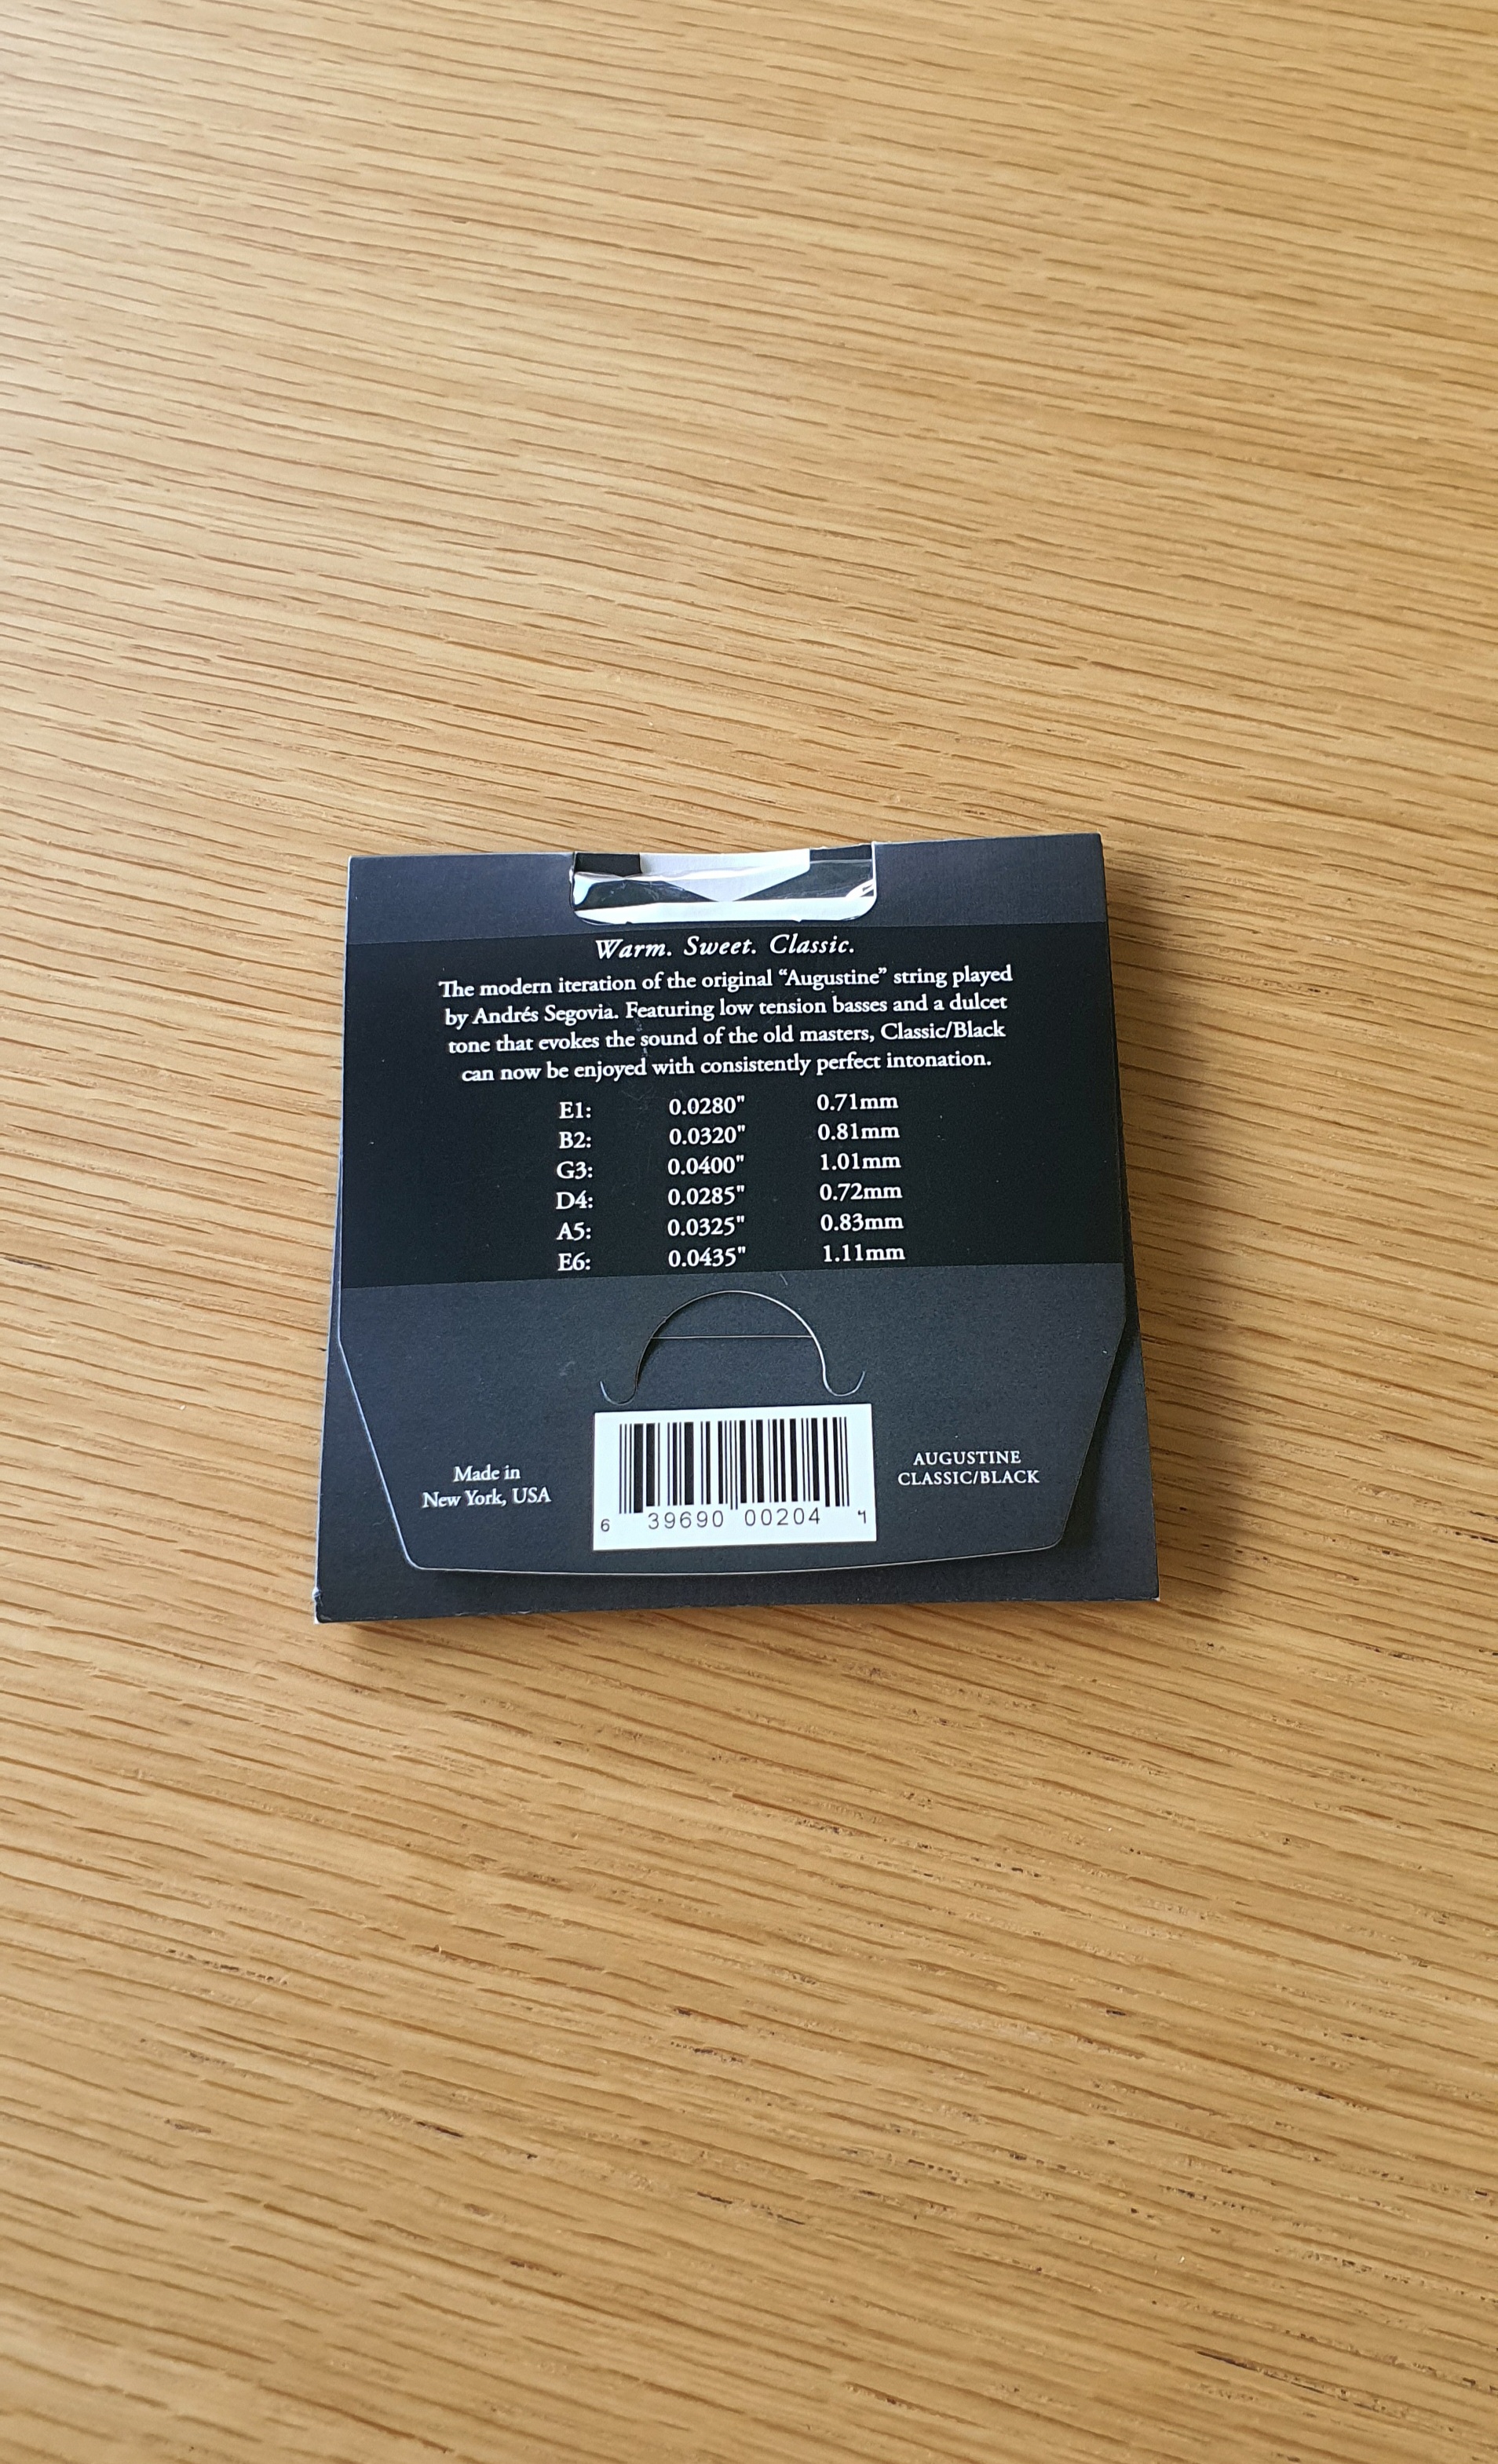 Warm. Sweet. Classic.
The modern iteration of the original “Augustine” string played
by Andrés Segovia. Featuring low tension basses and a dulcet
tone that evokes the sound of the old masters, Classic/Black
can now be enjoyed with consistently perfect intonation.
E1: 0.0280" 0.71mm
B2: 0.0320" 0.81mm
G3: 0.0400" 1.01mm
D4: 0.0285" 0.72mm
A5: 0.0325" 0.83mm
E6: 0.0435" 1.11mm
Made in
New York, USA
6 39690 00204 1
AUGUSTINE
CLASSIC/BLACK